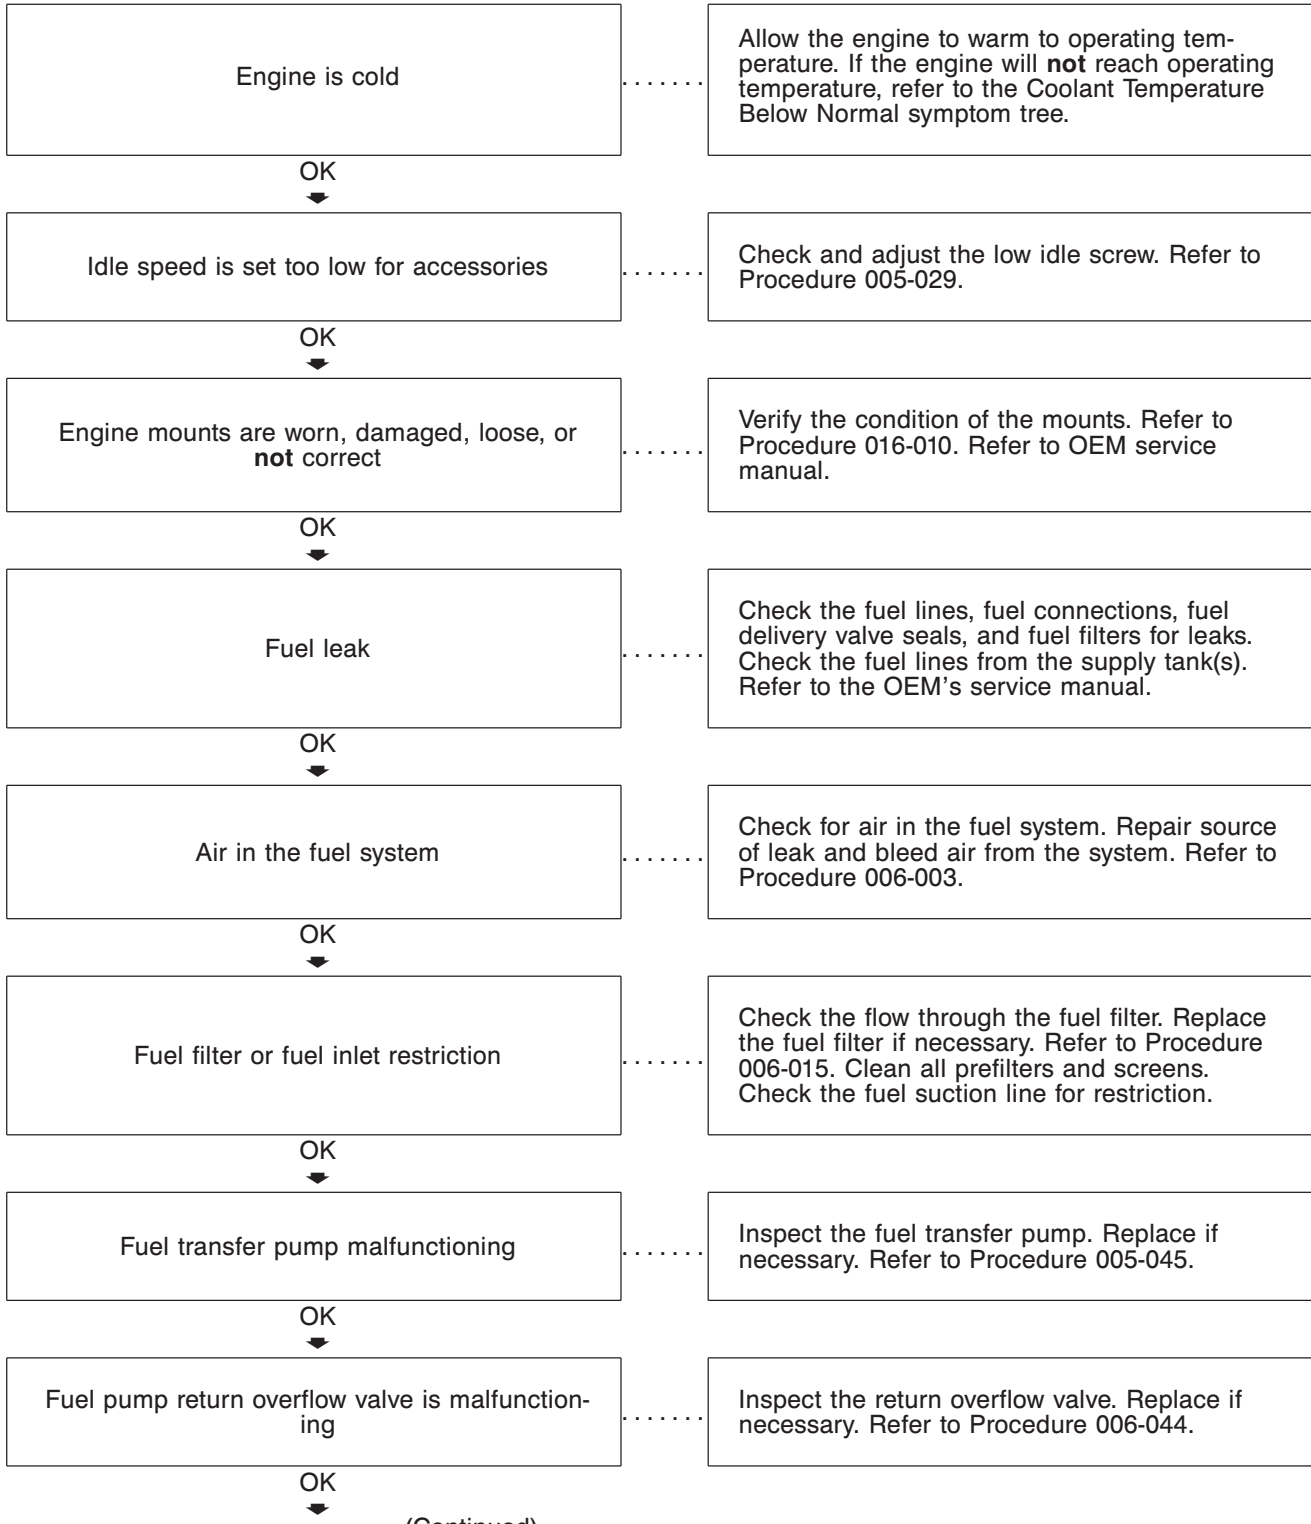 Engine is cold
.......
Allow the engine to warm to operating tem-
perature. If the engine will not reach operating
temperature, refer to the Coolant Temperature
Below Normal symptom tree.
OK
Idle speed is set too low for accessories
.......
Check and adjust the low idle screw. Refer to
Procedure 005-029.
OK
Engine mounts are worn, damaged, loose, or
not correct
.......
Verify the condition of the mounts. Refer to
Procedure 016-010. Refer to OEM service
manual.
OK
Fuel leak
.......
Check the fuel lines, fuel connections, fuel
delivery valve seals, and fuel filters for leaks.
Check the fuel lines from the supply tank(s).
Refer to the OEM’s service manual.
OK
Air in the fuel system
.......
Check for air in the fuel system. Repair source
of leak and bleed air from the system. Refer to
Procedure 006-003.
OK
Fuel filter or fuel inlet restriction
.......
Check the flow through the fuel filter. Replace
the fuel filter if necessary. Refer to Procedure
006-015. Clean all prefilters and screens.
Check the fuel suction line for restriction.
OK
Fuel transfer pump malfunctioning
.......
Inspect the fuel transfer pump. Replace if
necessary. Refer to Procedure 005-045.
OK
Fuel pump return overflow valve is malfunction-
ing
.......
Inspect the return overflow valve. Replace if
necessary. Refer to Procedure 006-044.
OK
(Continued)